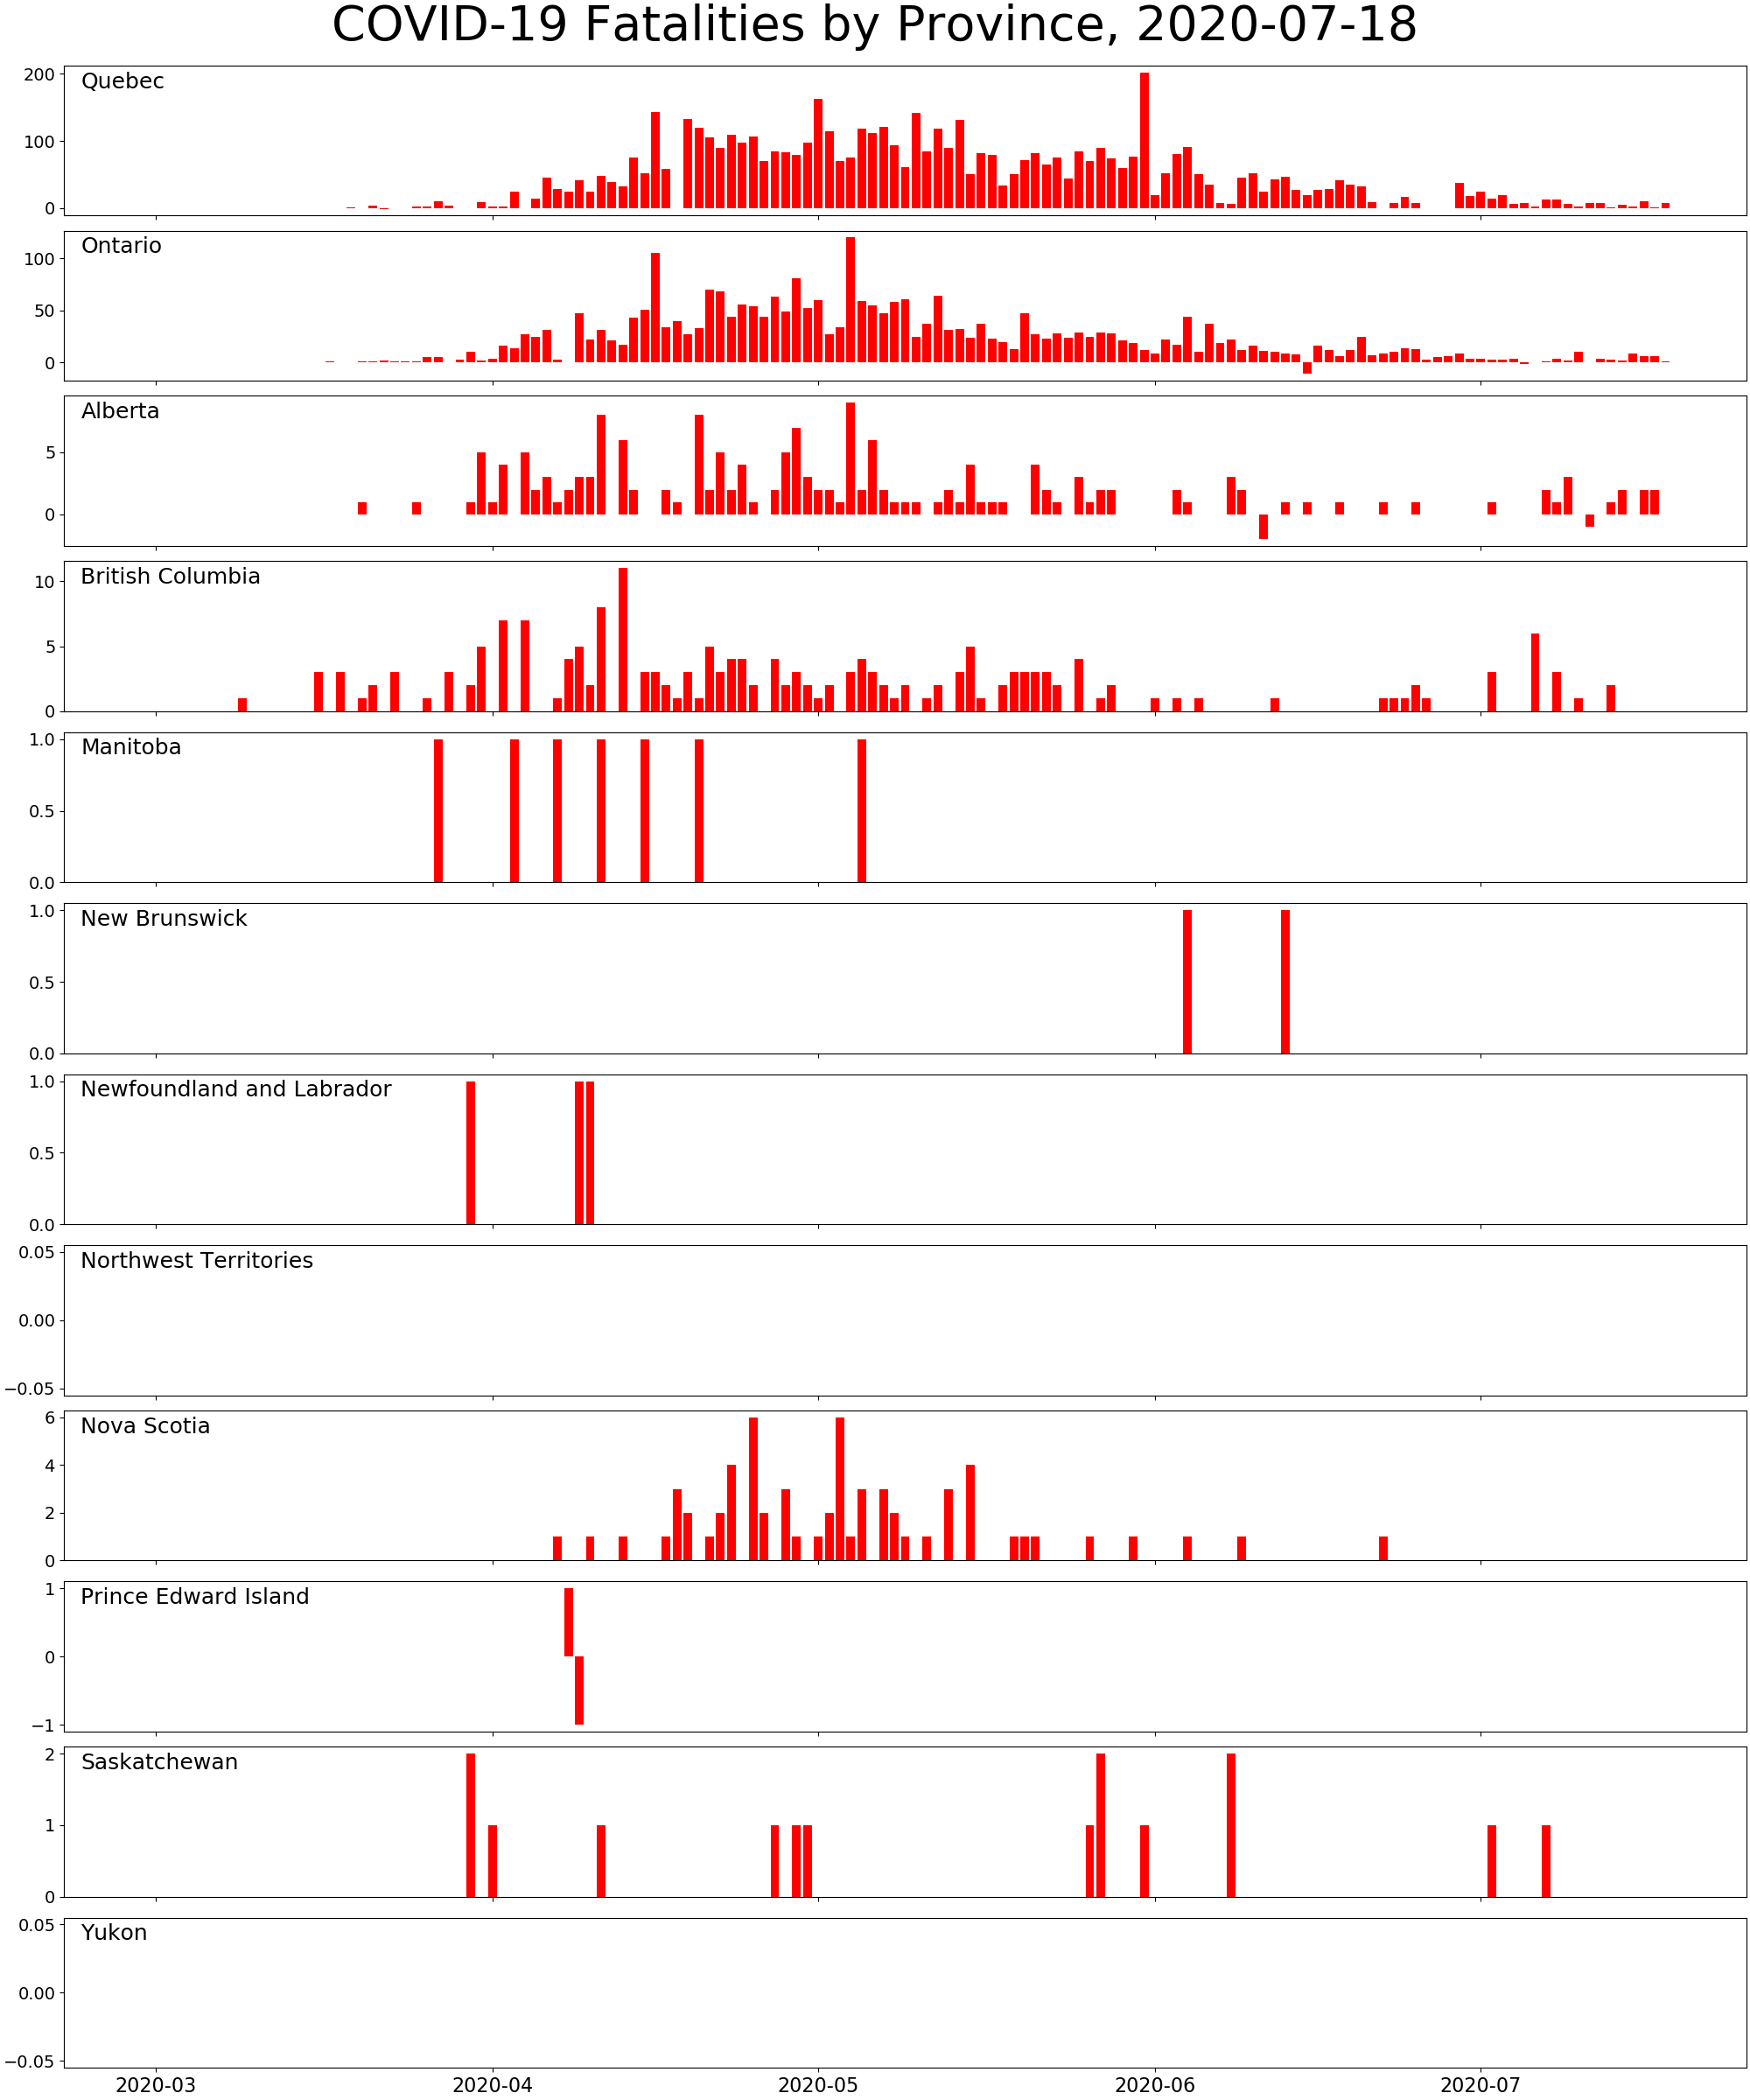 COVID-19 Fatalities by Province, 2020-07-18
Quebec
200
100
0
Ontario
100
50
0
Alberta
5
0
British Columbia
10
5
0
Manitoba
1.0
0.5
0.0
New Brunswick
1.0
0.5
0.0
Newfoundland and Labrador
1.0
0.5
0.0
Northwest Territories
0.05
0.00
−0.05
Nova Scotia
6
4
2
0
Prince Edward Island
1
0
−1
Saskatchewan
2
1
0
Yukon
0.05
0.00
−0.05
2020-03 2020-04 2020-05 2020-06 2020-07